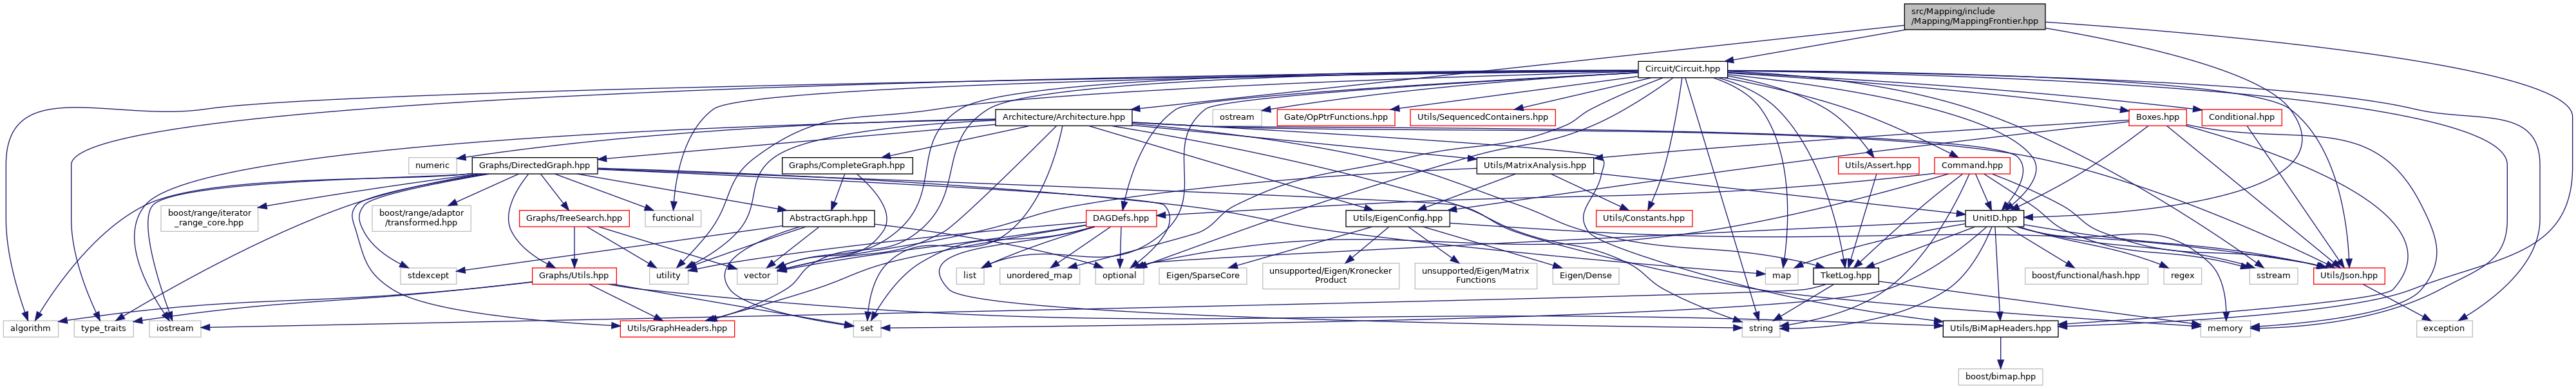 src/Mapping/include
/Mapping/MappingFrontier.hpp
Circuit/Circuit.hpp
Architecture/Architecture.hpp
ostream
Gate/OpPtrFunctions.hpp
Utils/SequencedContainers.hpp
Boxes.hpp
Conditional.hpp
numeric
Graphs/DirectedGraph.hpp
Graphs/CompleteGraph.hpp
Utils/MatrixAnalysis.hpp
Utils/Assert.hpp
Command.hpp
boost/range/iterator
_range_core.hpp
boost/range/adaptor
/transformed.hpp
Graphs/TreeSearch.hpp
functional
AbstractGraph.hpp
DAGDefs.hpp
Utils/EigenConfig.hpp
Utils/Constants.hpp
UnitID.hpp
stdexcept
Graphs/Utils.hpp
utility
vector
list
unordered_map
optional
Eigen/SparseCore
unsupported/Eigen/Kronecker
Product
unsupported/Eigen/Matrix
Functions
Eigen/Dense
map
TketLog.hpp
boost/functional/hash.hpp
regex
sstream
Utils/Json.hpp
algorithm
type_traits
iostream
Utils/GraphHeaders.hpp
set
string
Utils/BiMapHeaders.hpp
memory
exception
boost/bimap.hpp